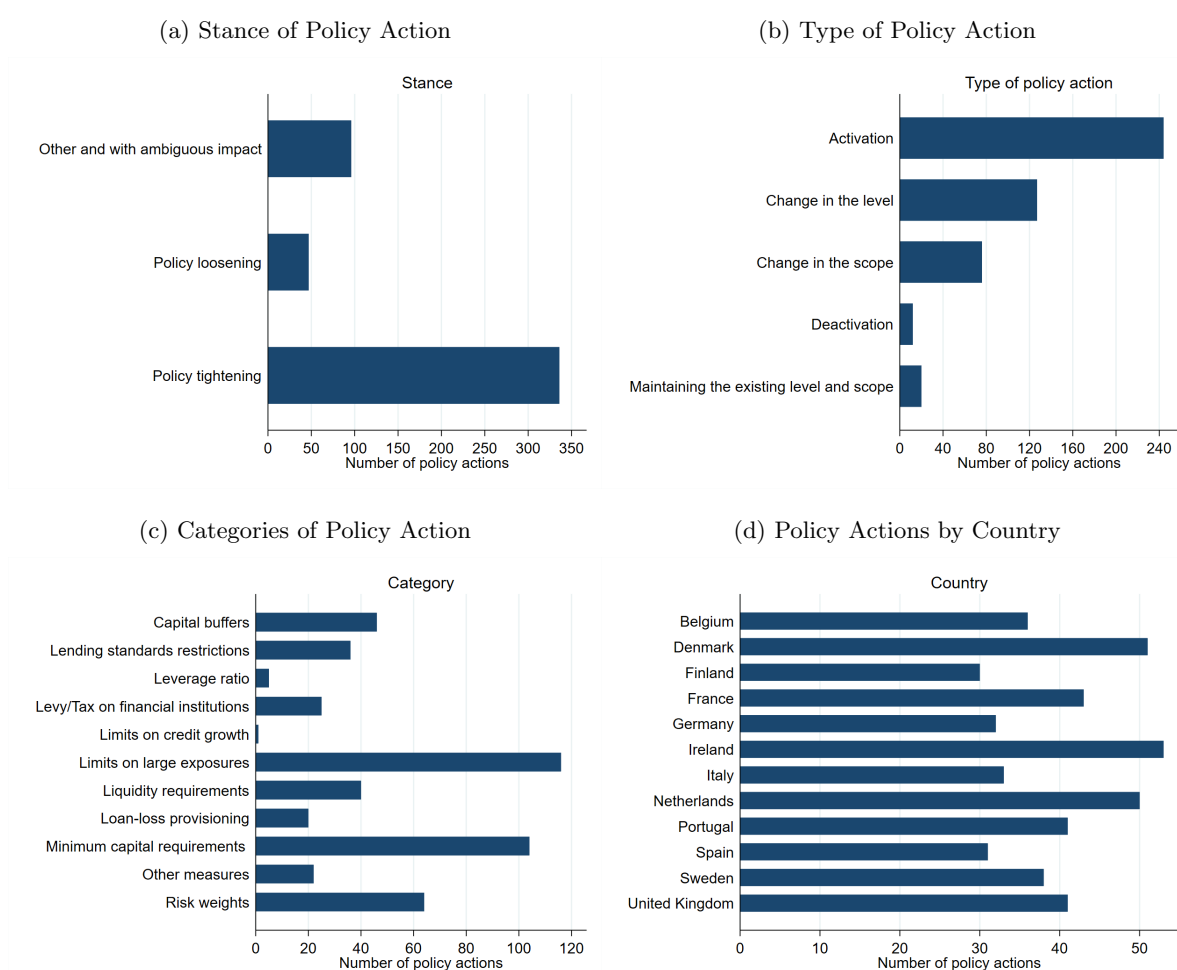 (a) Stance of Policy Action
Stance
Other and with ambiguous impact
Policy loosening
Policy tightening
0 50 100 150 200 250 300 350
Number of policy actions
(b) Type of Policy Action
Type of policy action
Activation
Change in the level
Change in the scope
Deactivation
Maintaining the existing level and scope
0 40 80 120 160 200 240
Number of policy actions
(c) Categories of Policy Action
Category
Capital buffers
Lending standards restrictions
Leverage ratio
Levy/Tax on financial institutions
Limits on credit growth
Limits on large exposures
Liquidity requirements
Loan-loss provisioning
Minimum capital requirements
Other measures
Risk weights
0 20 40 60 80 100 120
Number of policy actions
(d) Policy Actions by Country
Country
Belgium
Denmark
Finland
France
Germany
Ireland
Italy
Netherlands
Portugal
Spain
Sweden
United Kingdom
0 10 20 30 40 50
Number of policy actions